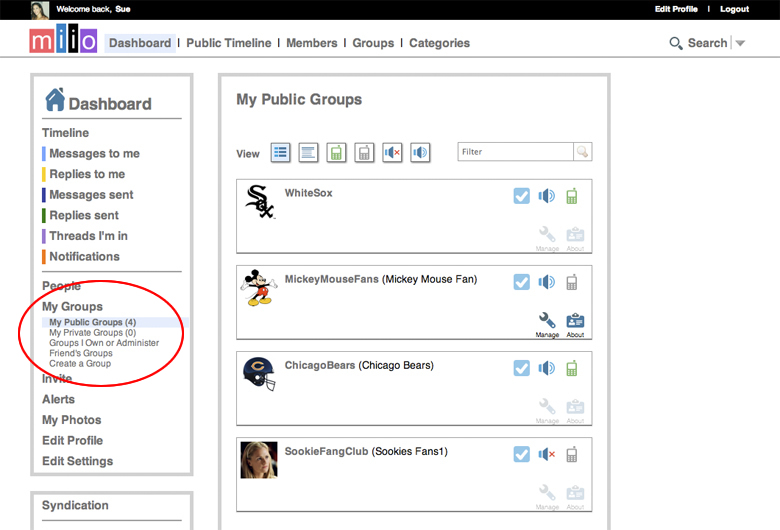 Welcome back, Sue
Edit Profile | Logout
miio
Dashboard | Public Timeline | Members | Groups | Categories
Search
Dashboard
Timeline
Messages to me
Replies to me
Messages sent
Replies sent
Threads I'm in
Notifications
People
My Groups
My Public Groups (4)
My Private Groups (0)
Groups I Own or Administer
Friend's Groups
Create a Group
Invite
Alerts
My Photos
Edit Profile
Edit Settings
Syndication
My Public Groups
View
Filter
Sox
WhiteSox
Manage About
MickeyMouseFans (Mickey Mouse Fan)
Manage About
C
ChicagoBears (Chicago Bears)
Manage About
SookieFangClub (Sookies Fans1)
Manage About